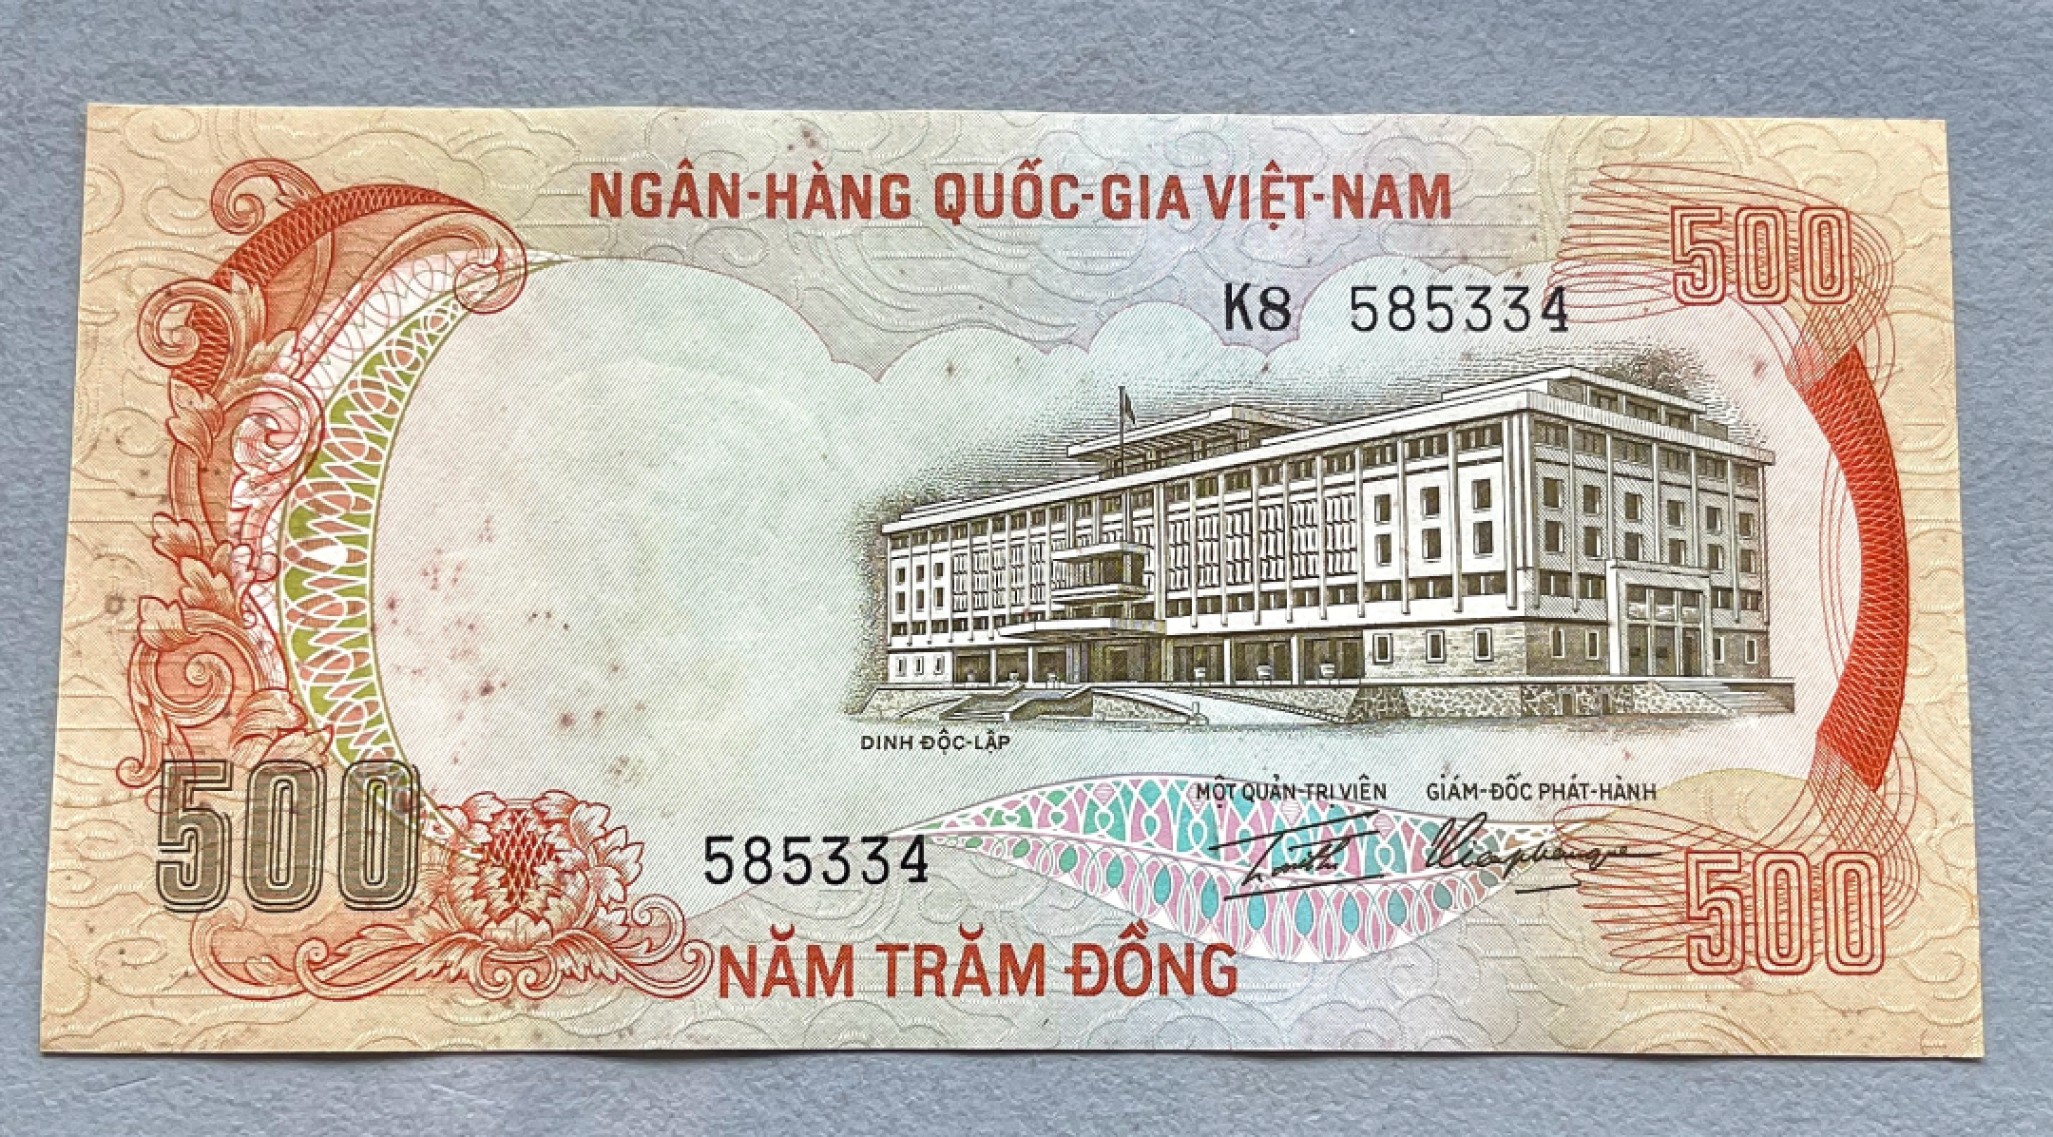 NGÂN-HÀNG QUỐC-GIA VIỆT-NAM
500
K8 585334
DINH ĐỘC-LẬP
MỘT QUẢN-TRỊ VIÊN GIÁM-ĐỐC PHÁT-HÀNH
500
585334
500
NĂM TRĂM ĐỒNG